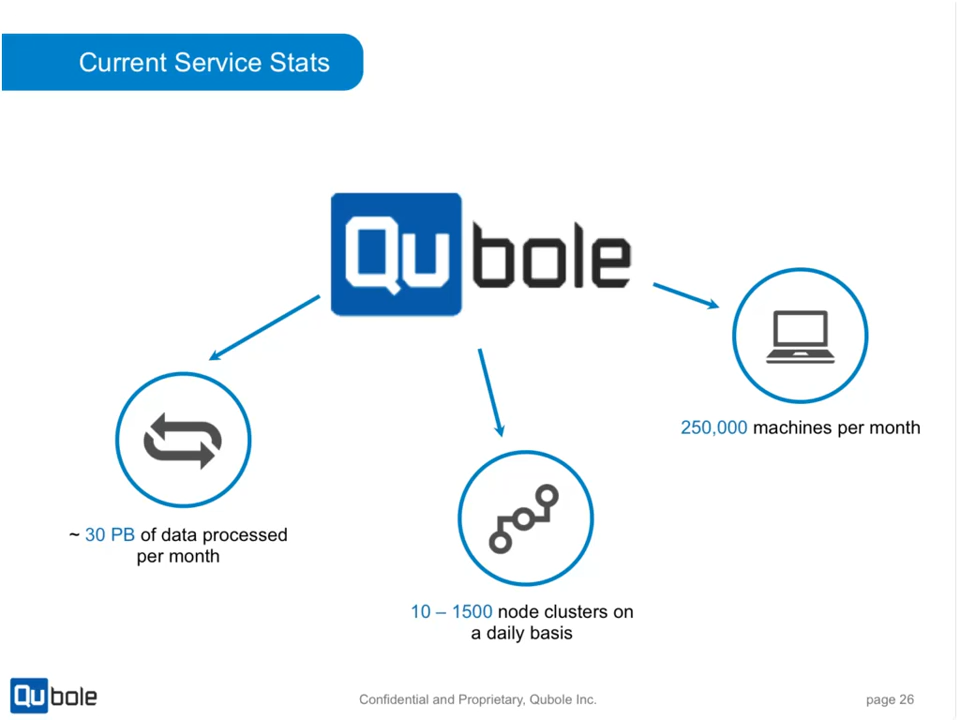 Current Service Stats
Qubole
250,000 machines per month
~ 30 PB of data processed
per month
10 – 1500 node clusters on
a daily basis
Qubole
Confidential and Proprietary, Qubole Inc.
page 26